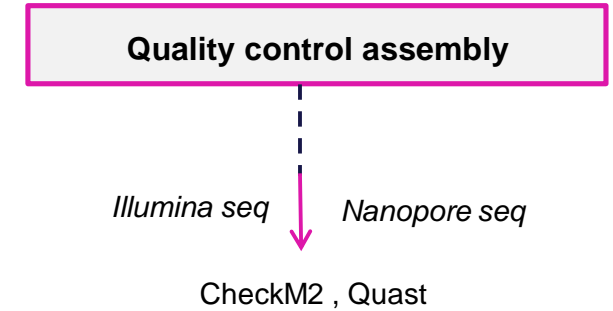 Quality control assembly
Illumina seq Nanopore seq
CheckM2 , Quast